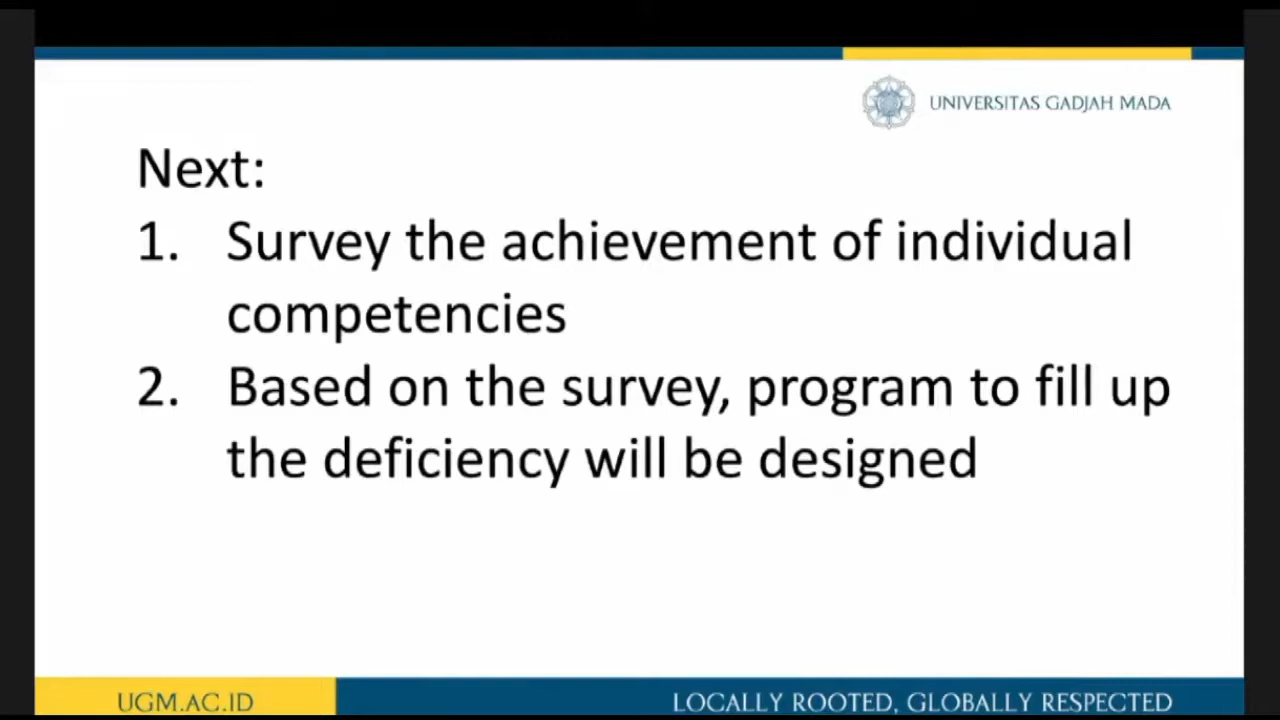 UNIVERSITAS GADJAH MADA
Next:
1. Survey the achievement of individual
competencies
2. Based on the survey, program to fill up
the deficiency will be designed
UGM.AC.ID
LOCALLY ROOTED, GLOBALLY RESPECTED